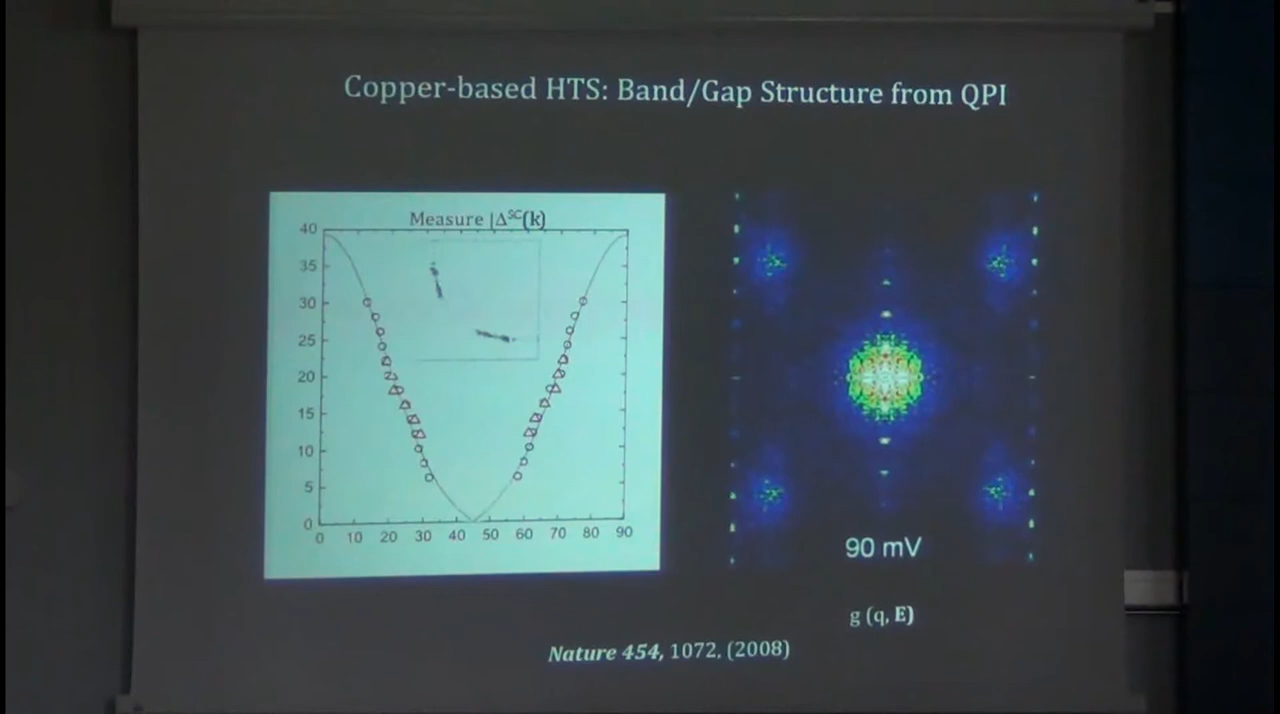 Copper-based HTS: Band/Gap Structure from QPI
Measure |Δ^SC(k)
40
35
30
25
20
15
10
5
0
0 10 20 30 40 50 60 70 80 90
90 mV
g (q, E)
Nature 454, 1072, (2008)